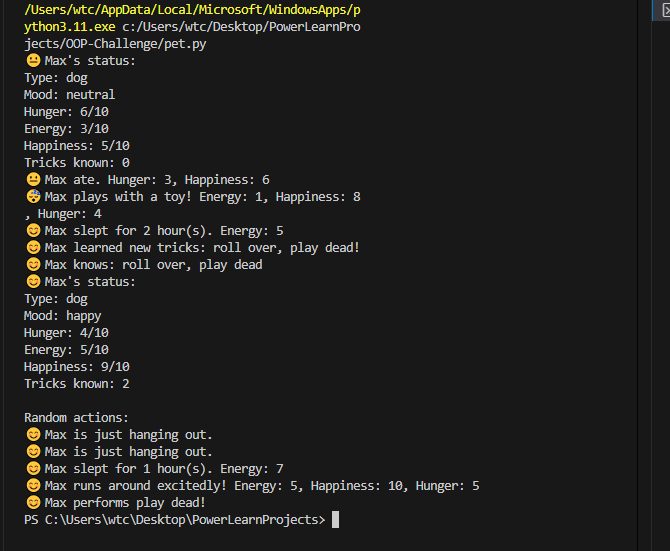 /Users/wtc/AppData/Local/Microsoft/WindowsApps/p
ython3.11.exe c:/Users/wtc/Desktop/PowerLearnPro
jects/OOP-Challenge/pet.py
😐 Max's status:
Type: dog
Mood: neutral
Hunger: 6/10
Energy: 3/10
Happiness: 5/10
Tricks known: 0
😐 Max ate. Hunger: 3, Happiness: 6
😴 Max plays with a toy! Energy: 1, Happiness: 8
, Hunger: 4
😊 Max slept for 2 hour(s). Energy: 5
😊 Max learned new tricks: roll over, play dead!
😊 Max knows: roll over, play dead
😊 Max's status:
Type: dog
Mood: happy
Hunger: 4/10
Energy: 5/10
Happiness: 9/10
Tricks known: 2
Random actions:
😊 Max is just hanging out.
😊 Max is just hanging out.
😊 Max slept for 1 hour(s). Energy: 7
😊 Max runs around excitedly! Energy: 5, Happiness: 10, Hunger: 5
😊 Max performs play dead!
PS C:\Users\wtc\Desktop\PowerLearnProjects>